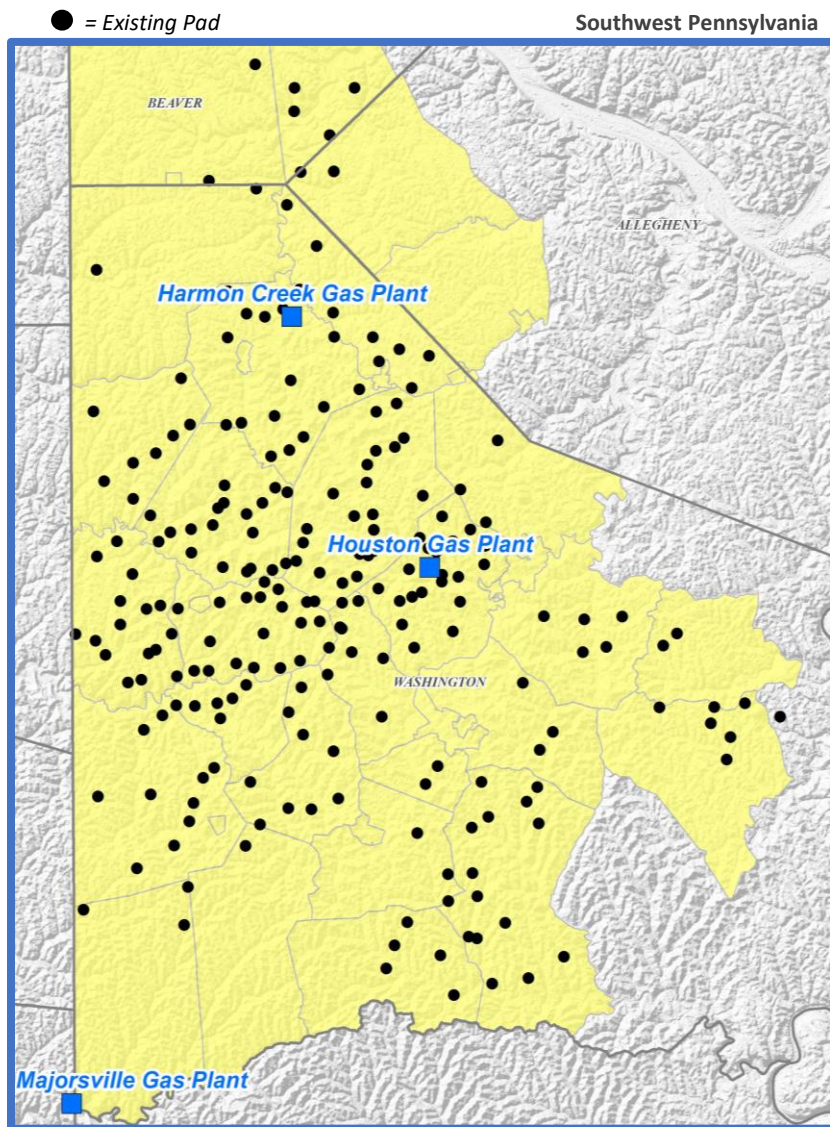 = Existing Pad
Southwest Pennsylvania
BEAVER
ALLEGHENY
Harmon Creek Gas Plant
Houston Gas Plant
WASHINGTON
Majorsville Gas Plant